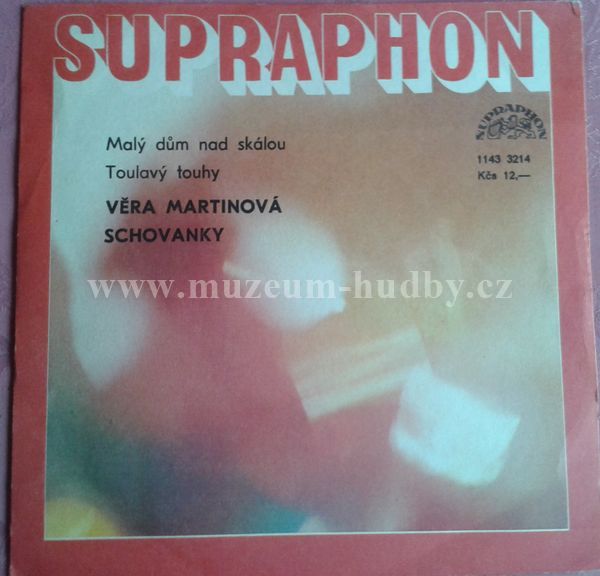 SUPRAPHON
Malý dům nad skálou
Toulavý touhy
VĚRA MARTINOVÁ
SCHOVANKY
SUPRAPHON
1143 3214
Kčs 12,—
www.muzeum-hudby.cz